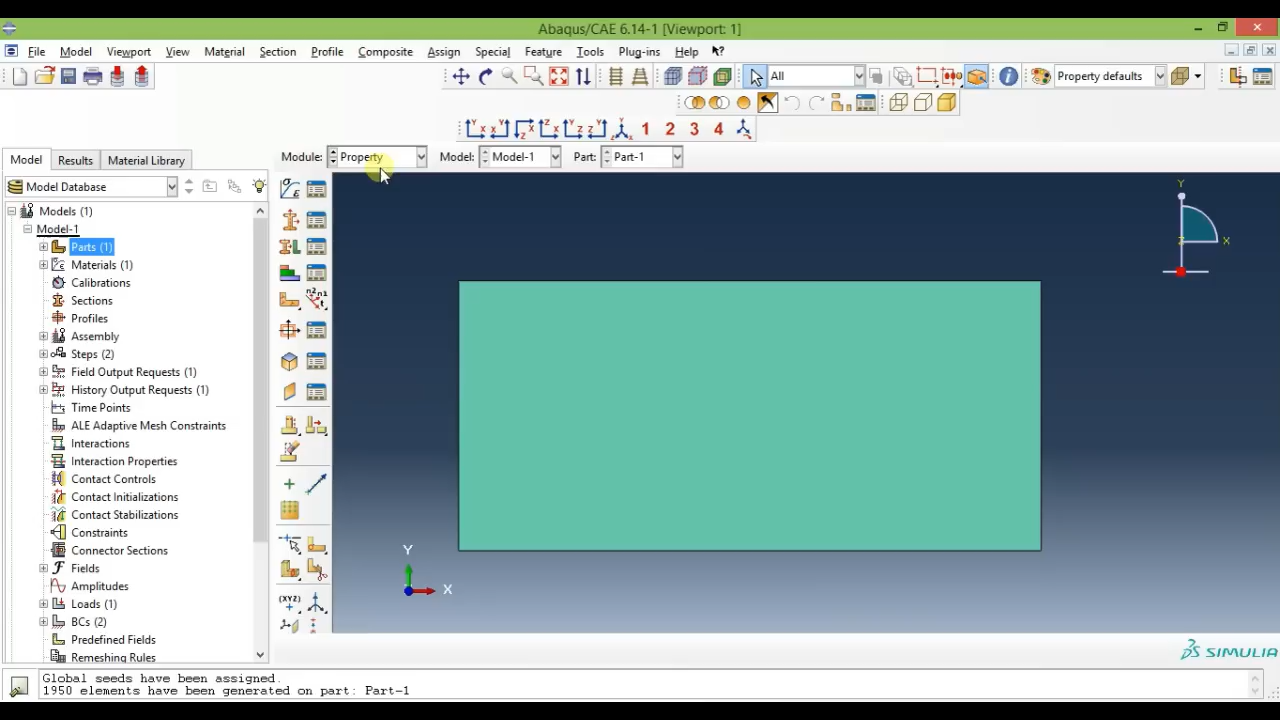 Abaqus/CAE 6.14-1 [Viewport: 1]
File Model Viewport View Material Section Profile Composite Assign Special Feature Tools Plug-ins Help
All Property defaults
1 2 3 4
Model Results Material Library Module: Property Model: Model-1 Part: Part-1
Model Database
Models (1)
Model-1
Parts (1)
Materials (1)
Calibrations
Sections
Profiles
Assembly
Steps (2)
Field Output Requests (1)
History Output Requests (1)
Time Points
ALE Adaptive Mesh Constraints
Interactions
Interaction Properties
Contact Controls
Contact Initializations
Contact Stabilizations
Constraints
Connector Sections
Fields
Amplitudes
Loads (1)
BCs (2)
Predefined Fields
Remeshing Rules
Y
Z X
Y
X
SIMULIA
Global seeds have been assigned.
1950 elements have been generated on part: Part-1